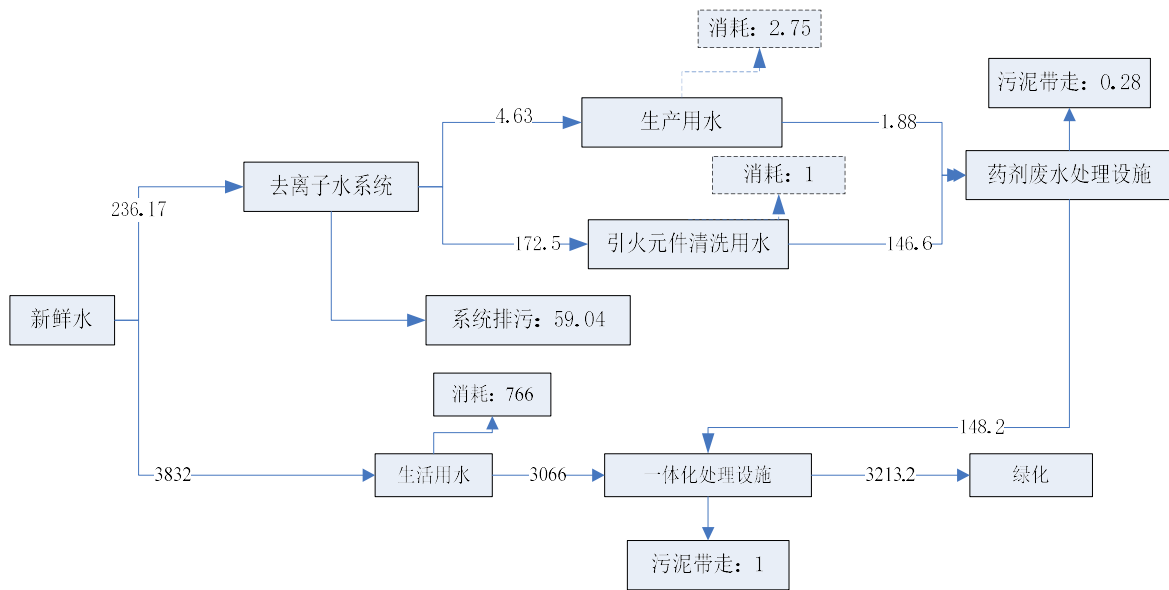 消耗：2.75
污泥带走：0.28
4.63
生产用水
1.88
去离子水系统
消耗：1
药剂废水处理设施
236.17
172.5
引火元件清洗用水
146.6
新鲜水
系统排污：59.04
消耗：766
148.2
3832
生活用水
3066
一体化处理设施
3213.2
绿化
污泥带走：1